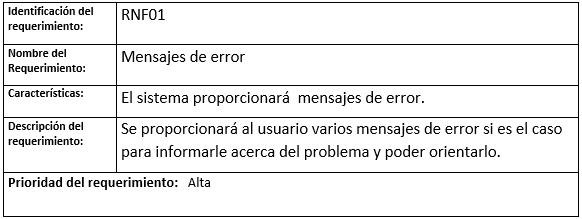 Identificación del
requerimiento:
RNF01
Nombre del
Requerimiento:
Mensajes de error
Características:
El sistema proporcionará mensajes de error.
Descripción del
requerimiento:
Se proporcionará al usuario varios mensajes de error si es el caso
para informarle acerca del problema y poder orientarlo.
Prioridad del requerimiento: Alta